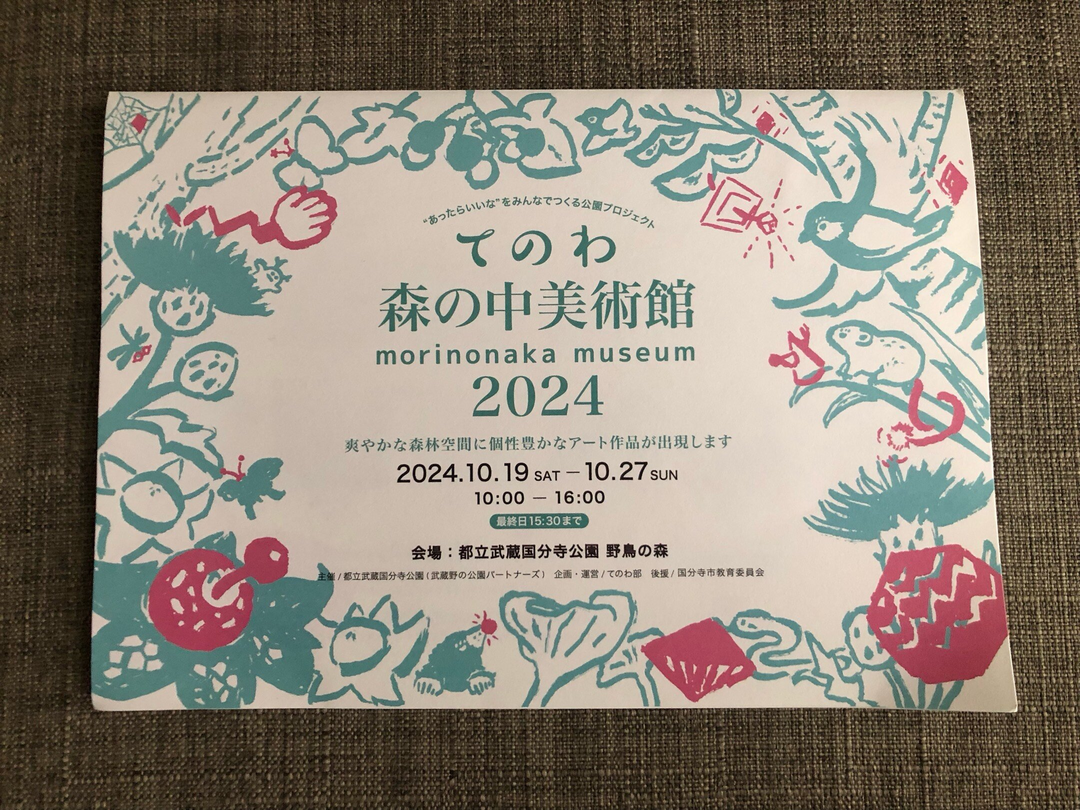 "あったらいいな"をみんなでつくる公園プロジェクト
てのわ
森の中美術館
morinonaka museum
2024
爽やかな森林空間に個性豊かなアート作品が出現します
2024.10.19 SAT ー 10.27 SUN
10:00 ー 16:00
最終日15:30まで
会場：都立武蔵国分寺公園 野鳥の森
主催 / 都立武蔵国分寺公園 ( 武蔵野の公園パートナーズ )　企画・運営 / てのわ部　後援 / 国分寺市教育委員会